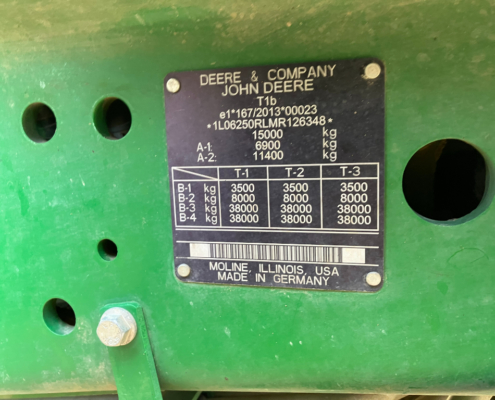 DEERE & COMPANY
JOHN DEERE
T1b
e1*167/2013*00023
*1L06250RLMR126348*
15000 kg
A-1: 6900 kg
A-2: 11400 kg
T-1 T-2 T-3
B-1 kg 3500 3500 3500
B-2 kg 8000 8000 8000
B-3 kg 38000 38000 38000
B-4 kg 38000 38000 38000
MOLINE, ILLINOIS, USA
MADE IN GERMANY